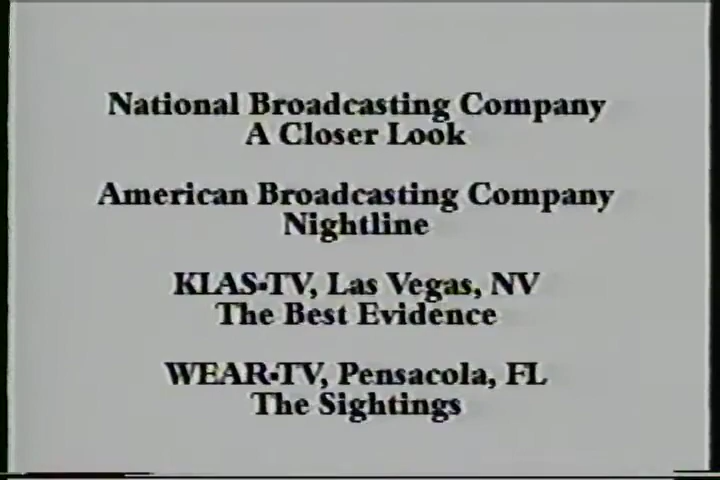 National Broadcasting Company
A Closer Look
American Broadcasting Company
Nightline
KLAS-TV, Las Vegas, NV
The Best Evidence
WEAR-TV, Pensacola, FL
The Sightings